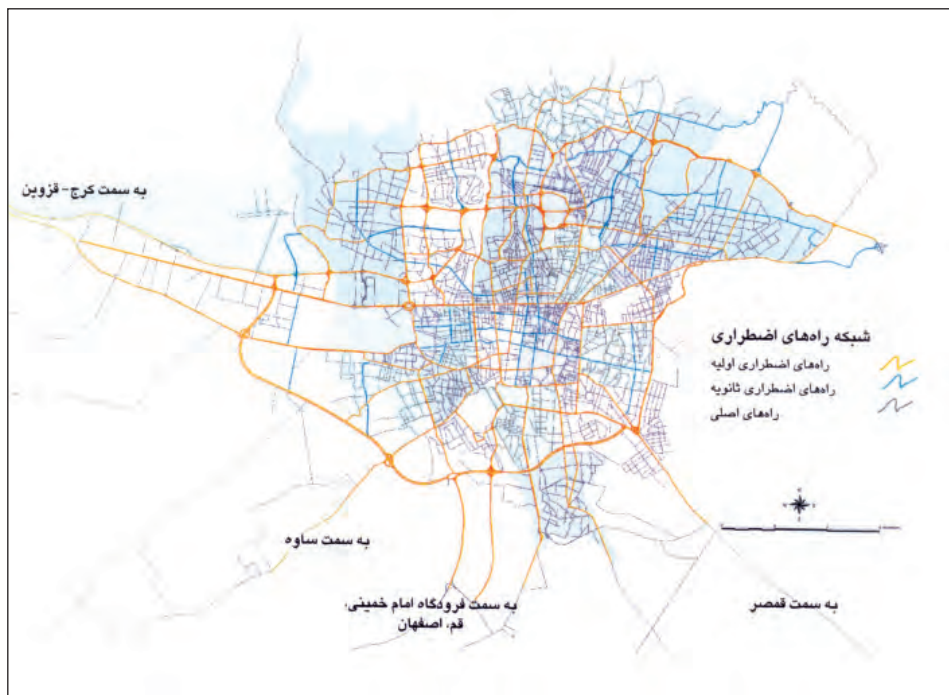 به سمت کرج - قزوین
شبکه راه‌های اضطراری
راه‌های اضطراری اولیه
راه‌های اضطراری ثانویه
راه‌های اصلی
به سمت ساوه
به سمت فرودگاه امام خمینی،
قم، اصفهان
به سمت قمصر